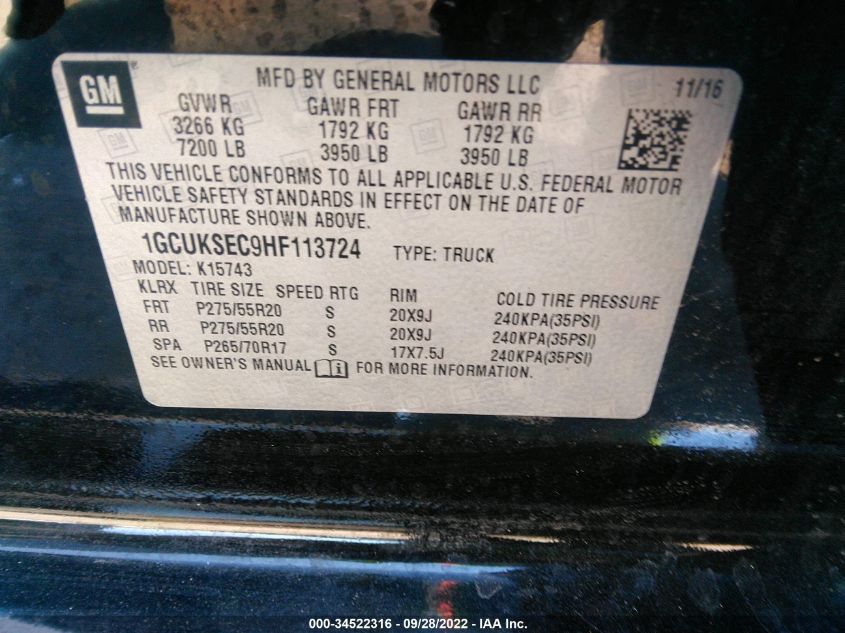 GM
MFD BY GENERAL MOTORS LLC 11/16
GVWR GAWR FRT GAWR RR
3266 KG 1792 KG 1792 KG
7200 LB 3950 LB 3950 LB
THIS VEHICLE CONFORMS TO ALL APPLICABLE U.S. FEDERAL MOTOR
VEHICLE SAFETY STANDARDS IN EFFECT ON THE DATE OF
MANUFACTURE SHOWN ABOVE.
1GCUKSEC9HF113724 TYPE: TRUCK
MODEL: K15743
KLRX TIRE SIZE SPEED RTG RIM COLD TIRE PRESSURE
FRT P275/55R20 S 20X9J 240KPA(35PSI)
RR P275/55R20 S 20X9J 240KPA(35PSI)
SPA P265/70R17 S 17X7.5J 240KPA(35PSI)
SEE OWNER'S MANUAL i FOR MORE INFORMATION.
000-34522316 - 09/28/2022 - IAA Inc.